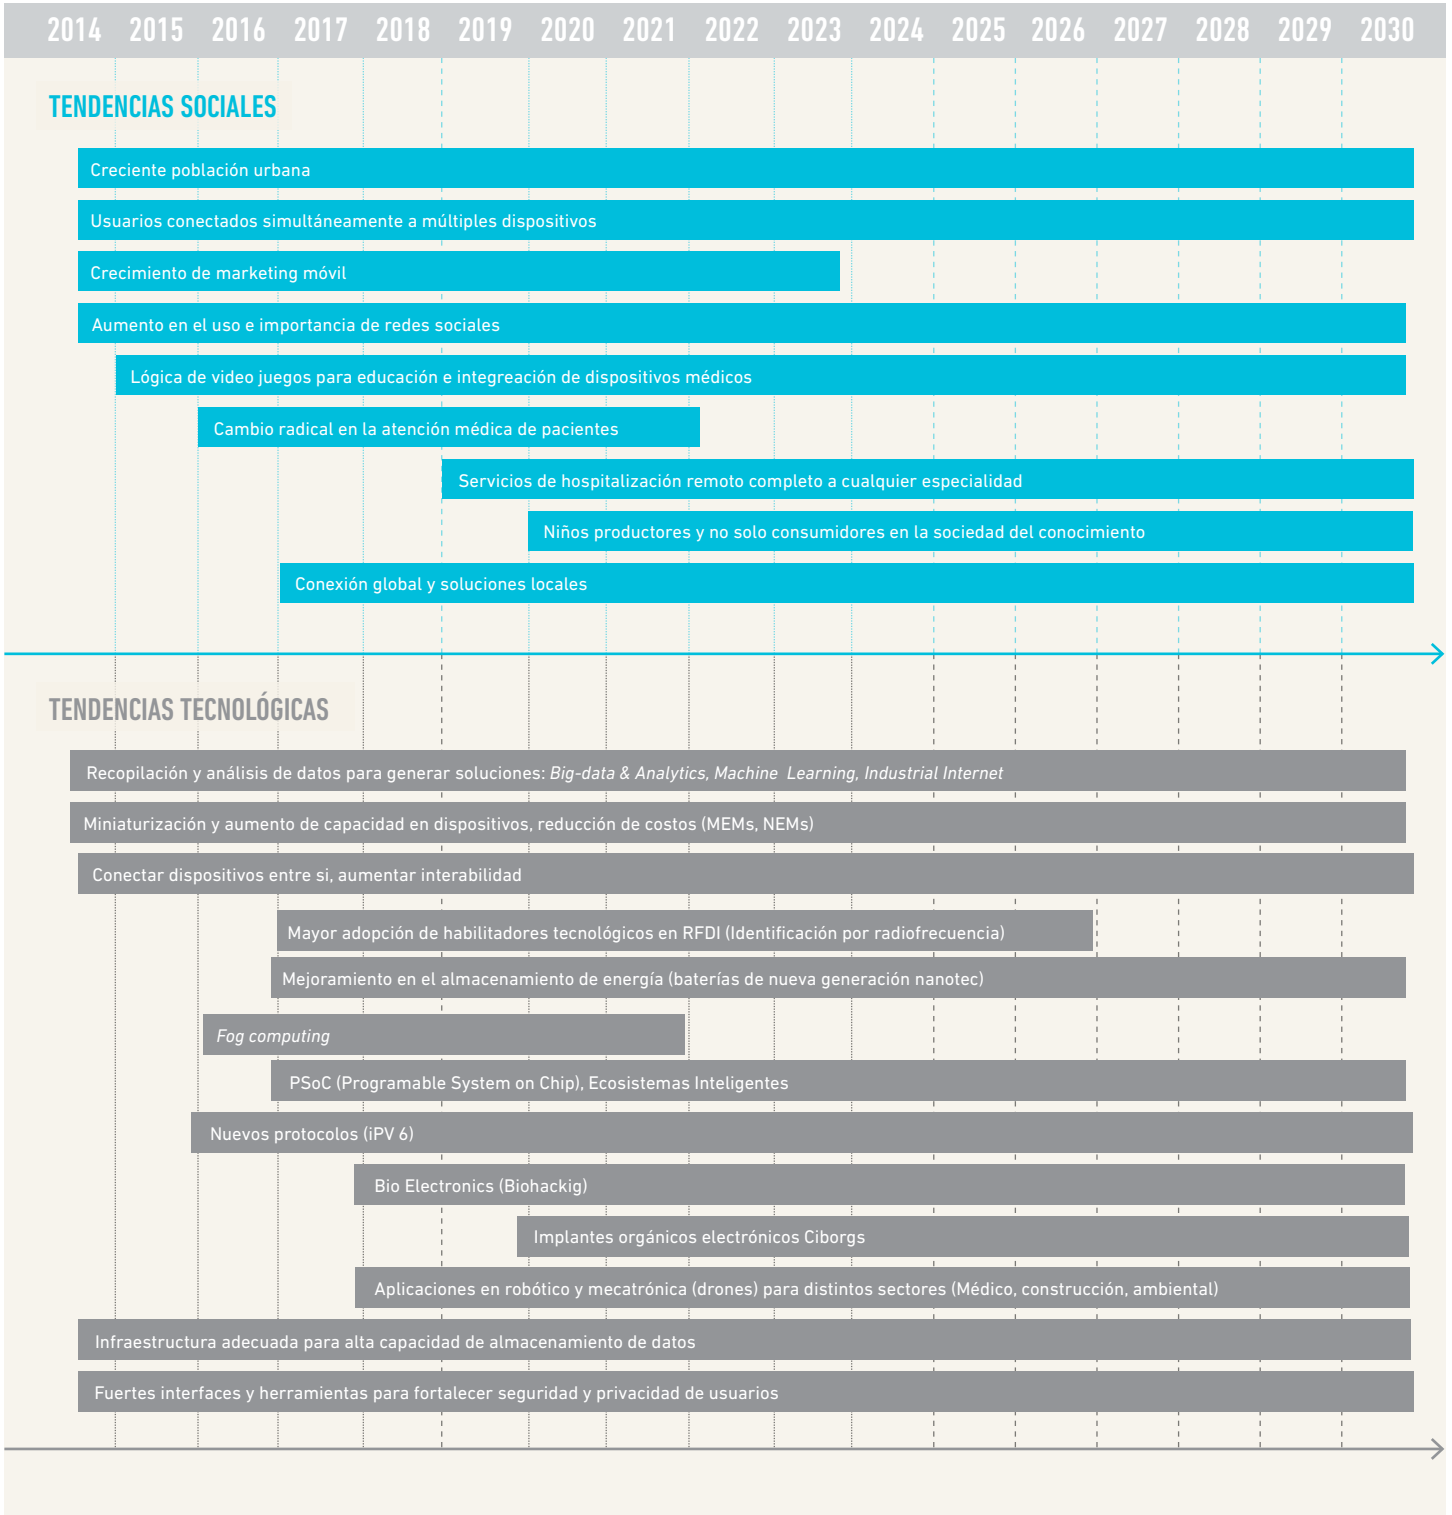 2014 2015 2016 2017 2018 2019 2020 2021 2022 2023 2024 2025 2026 2027 2028 2029 2030
TENDENCIAS SOCIALES
Creciente población urbana
Usuarios conectados simultáneamente a múltiples dispositivos
Crecimiento de marketing móvil
Aumento en el uso e importancia de redes sociales
Lógica de video juegos para educación e integreación de dispositivos médicos
Cambio radical en la atención médica de pacientes
Servicios de hospitalización remoto completo a cualquier especialidad
Niños productores y no solo consumidores en la sociedad del conocimiento
Conexión global y soluciones locales
TENDENCIAS TECNOLÓGICAS
Recopilación y análisis de datos para generar soluciones: Big-data & Analytics, Machine Learning, Industrial Internet
Miniaturización y aumento de capacidad en dispositivos, reducción de costos (MEMs, NEMs)
Conectar dispositivos entre si, aumentar interabilidad
Mayor adopción de habilitadores tecnológicos en RFDI (Identificación por radiofrecuencia)
Mejoramiento en el almacenamiento de energía (baterías de nueva generación nanotec)
Fog computing
PSoC (Programable System on Chip), Ecosistemas Inteligentes
Nuevos protocolos (iPV 6)
Bio Electronics (Biohackig)
Implantes orgánicos electrónicos Ciborgs
Aplicaciones en robótico y mecatrónica (drones) para distintos sectores (Médico, construcción, ambiental)
Infraestructura adecuada para alta capacidad de almacenamiento de datos
Fuertes interfaces y herramientas para fortalecer seguridad y privacidad de usuarios